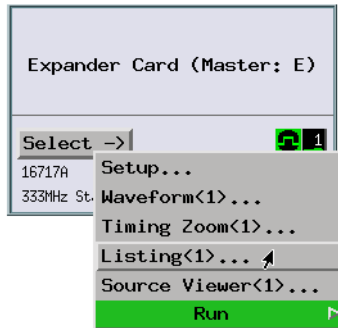 Expander Card (Master: E)
Select -> 1
16717A
333MHz St
Setup...
Waveform<1>...
Timing Zoom<1>...
Listing<1>...
Source Viewer<1>...
Run